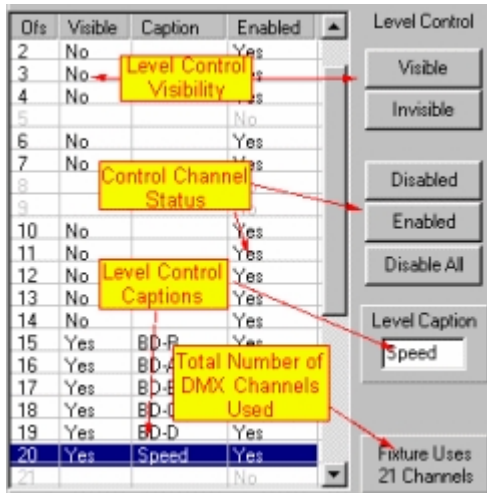 Ofs Visible Caption Enabled
2 No Yes
3 No
4 No Yes
5 No
6 No Yes
7 No Yes
8
9 No
10 No Yes
11 No Yes
12 No Yes
13 No Yes
14 No Yes
15 Yes
16 Yes
17 Yes
18 Yes
19 Yes BD-D Yes
20 Yes Speed Yes
21 No
Level Control
Visibility
Control Channel
Status
Level Control
Captions
Total Number of
DMX Channels
Used
Level Control
Visible
Invisible
Disabled
Enabled
Disable All
Level Caption
Speed
Fixture Uses
21 Channels